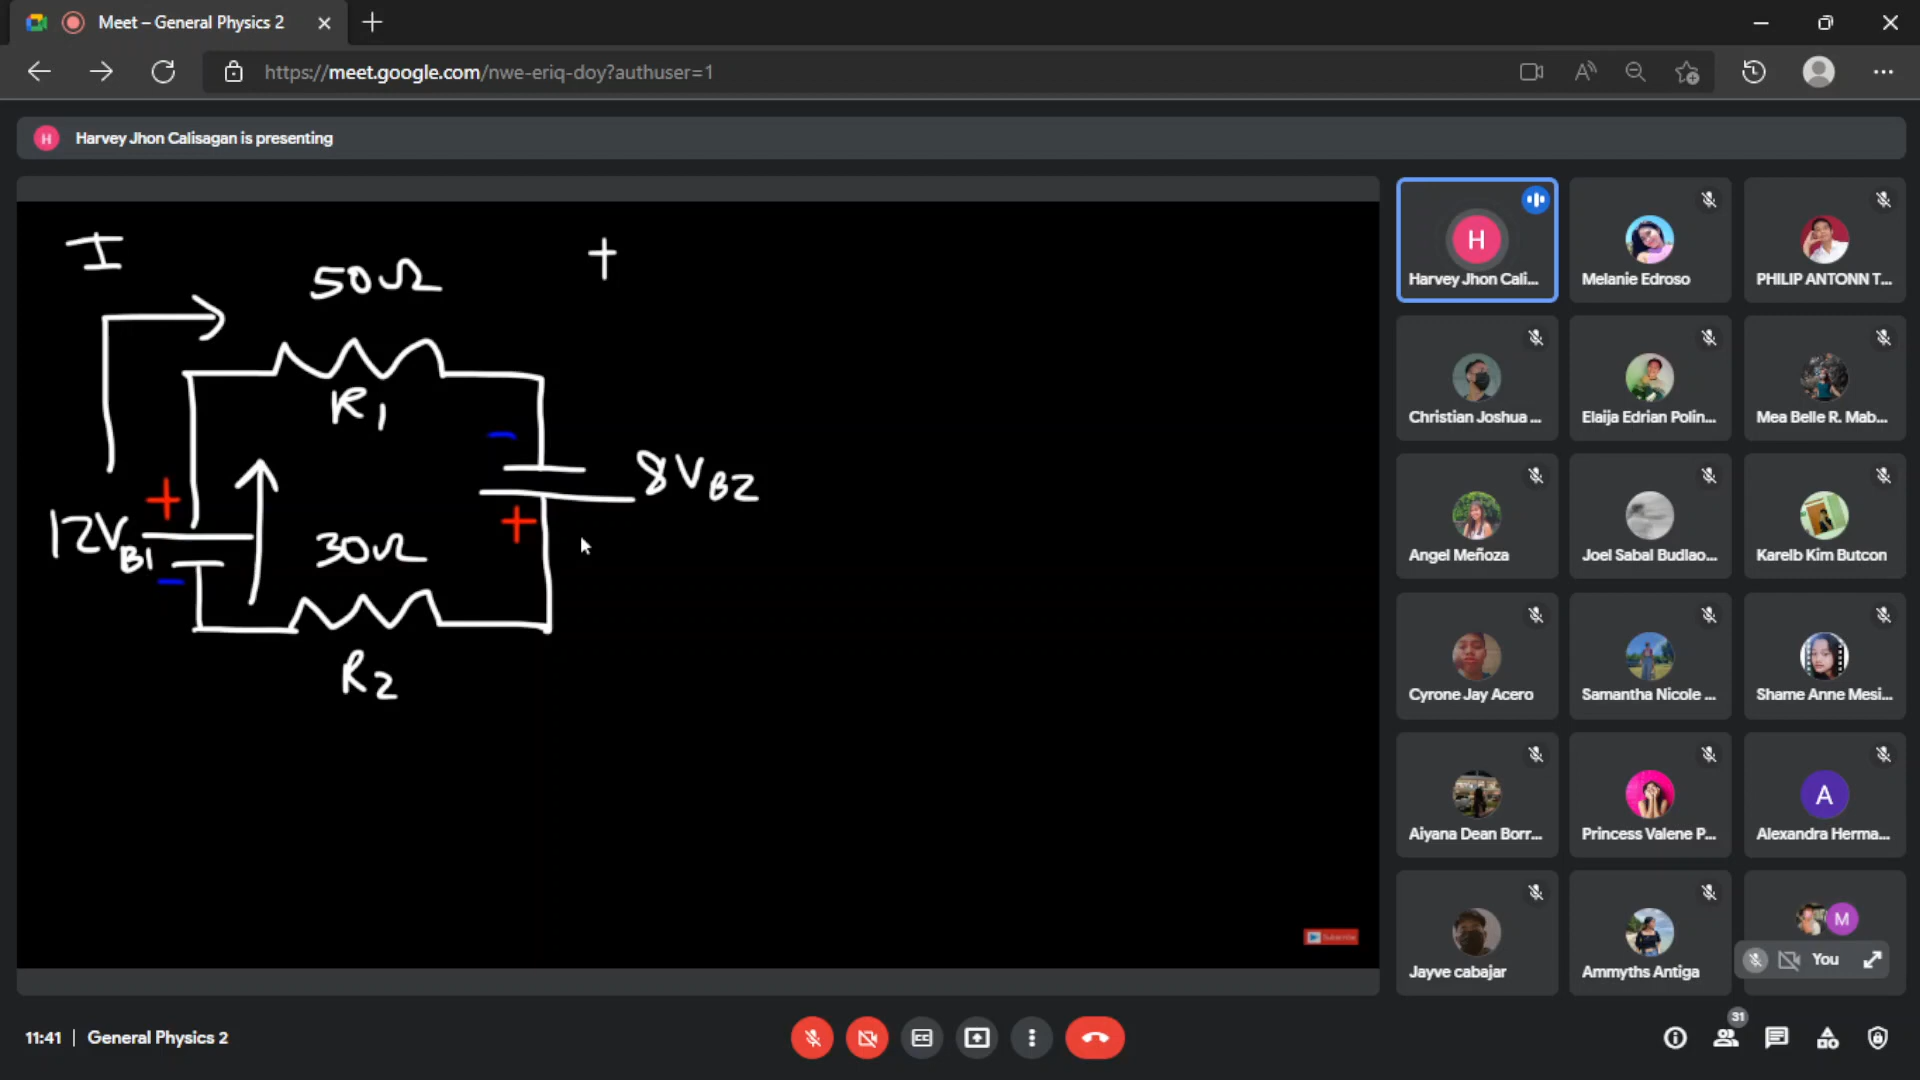 Meet – General Physics 2
https://meet.google.com/nwe-eriq-doy?authuser=1
H Harvey Jhon Calisagan is presenting
I
50Ω
+
R1
−
8VB2
+
12VB1
+
−
30Ω
R2
Subscribe
H
Harvey Jhon Cali...
Melanie Edroso
PHILIP ANTONN T...
Christian Joshua ...
Elaija Edrian Polin...
Mea Belle R. Mab...
Angel Meñoza
Joel Sabal Budlao...
Karelb Kim Butcon
Cyrone Jay Acero
Samantha Nicole ...
Shame Anne Mesi...
Aiyana Dean Borr...
Princess Valene P...
A
Alexandra Herma...
Jayve cabajar
Ammyths Antiga
M
You
11:41 | General Physics 2
CC
31